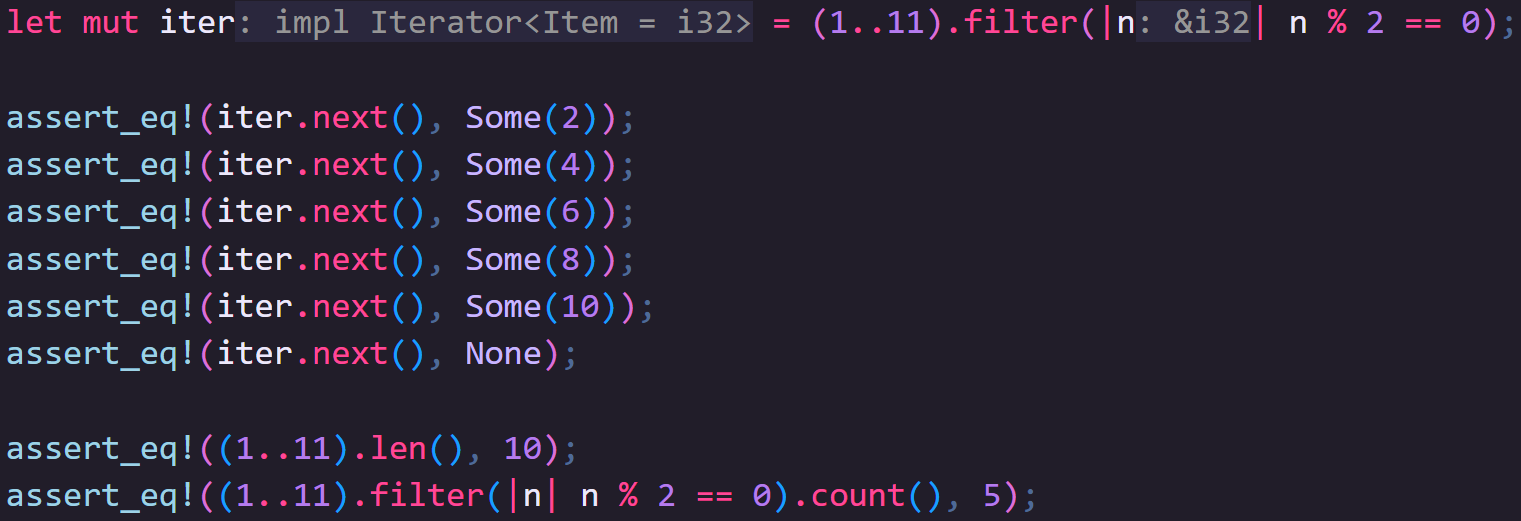 let mut iter: impl Iterator<Item = i32> = (1..11).filter(|n: &i32| n % 2 == 0);
assert_eq!(iter.next(), Some(2));
assert_eq!(iter.next(), Some(4));
assert_eq!(iter.next(), Some(6));
assert_eq!(iter.next(), Some(8));
assert_eq!(iter.next(), Some(10));
assert_eq!(iter.next(), None);
assert_eq!((1..11).len(), 10);
assert_eq!((1..11).filter(|n| n % 2 == 0).count(), 5);